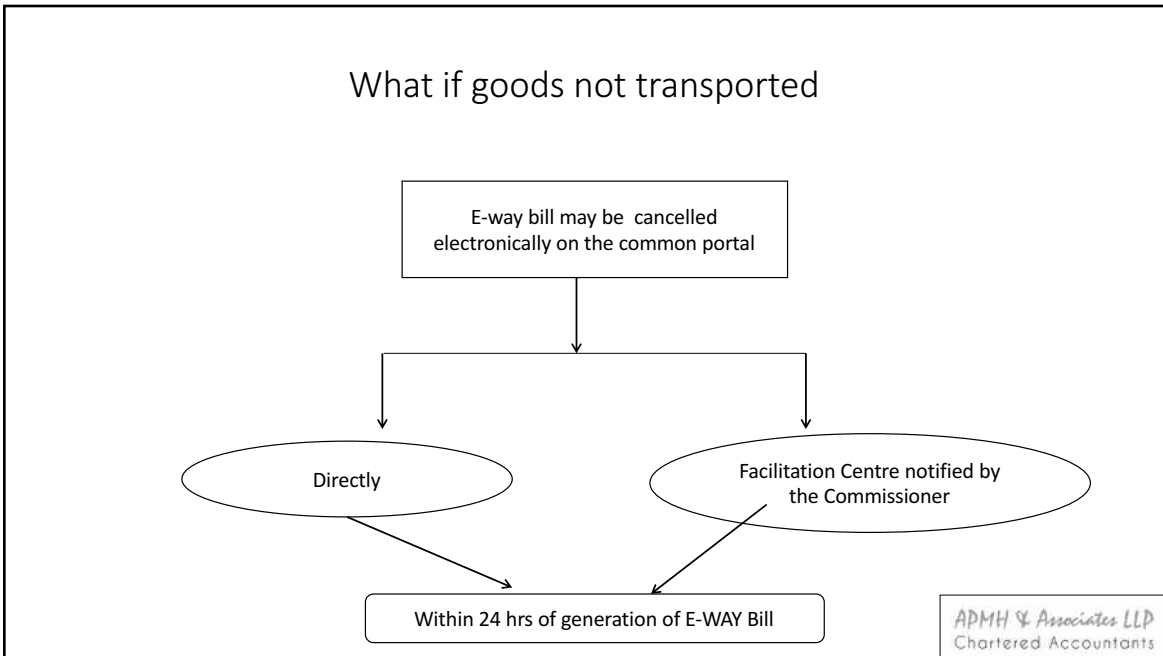 What if goods not transported
E-way bill may be cancelled
electronically on the common portal
Directly
Facilitation Centre notified by
the Commissioner
Within 24 hrs of generation of E-WAY Bill
APMH & Associates LLP
Chartered Accountants